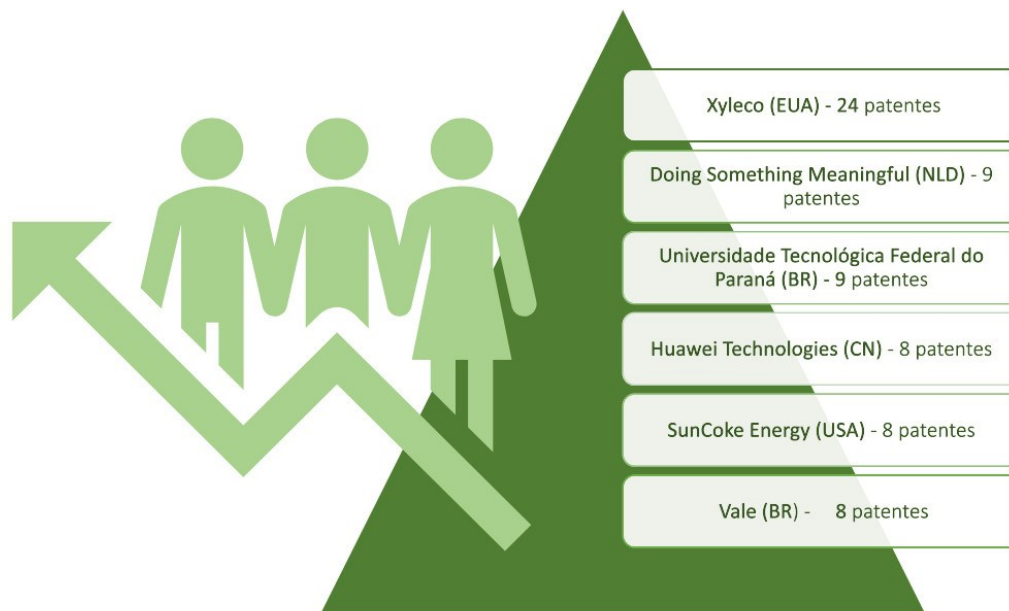 Xyleco (EUA) - 24 patentes
Doing Something Meaningful (NLD) - 9
patentes
Universidade Tecnológica Federal do
Paraná (BR) - 9 patentes
Huawei Technologies (CN) - 8 patentes
SunCoke Energy (USA) - 8 patentes
Vale (BR) - 8 patentes